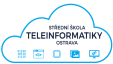 STŘEDNÍ ŠKOLA
TELEINFORMATIKY
OSTRAVA